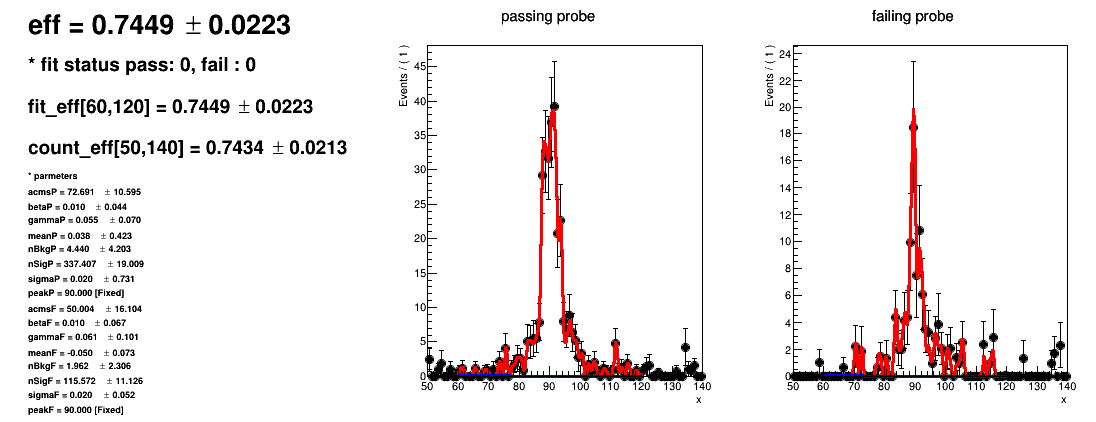 eff = 0.7449 ± 0.0223
* fit status pass: 0, fail : 0
fit_eff[60,120] = 0.7449 ± 0.0223
count_eff[50,140] = 0.7434 ± 0.0213
* parmeters
acmsP = 72.691 ± 10.595
betaP = 0.010 ± 0.044
gammaP = 0.055 ± 0.070
meanP = 0.038 ± 0.423
nBkgP = 4.440 ± 4.203
nSigP = 337.407 ± 19.009
sigmaP = 0.020 ± 0.731
peakP = 90.000 [Fixed]
acmsF = 50.004 ± 16.104
betaF = 0.010 ± 0.067
gammaF = 0.061 ± 0.101
meanF = -0.050 ± 0.073
nBkgF = 1.962 ± 2.306
nSigF = 115.572 ± 11.126
sigmaF = 0.020 ± 0.052
peakF = 90.000 [Fixed]
passing probe
Events / ( 1 )
45
40
35
30
25
20
15
10
5
0
50 60 70 80 90 100 110 120 130 140
x
failing probe
Events / ( 1 )
24
22
20
18
16
14
12
10
8
6
4
2
0
50 60 70 80 90 100 110 120 130 140
x